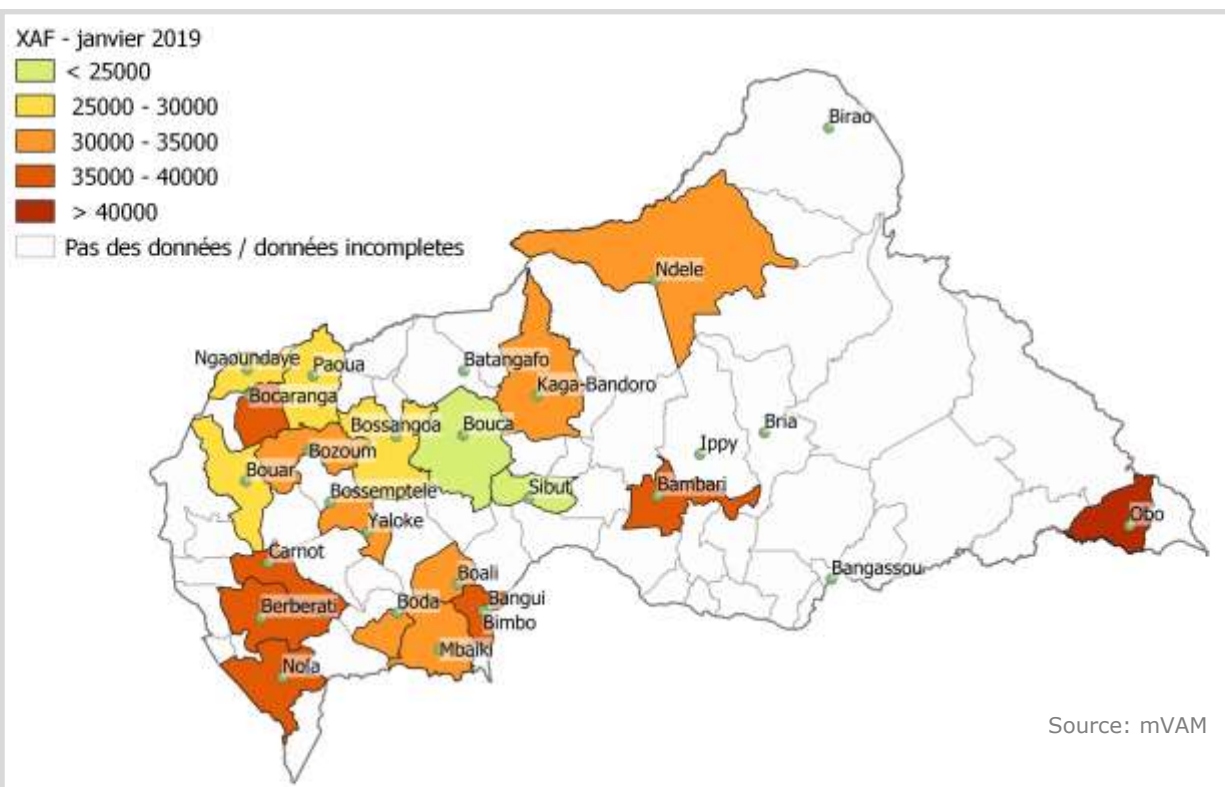 XAF - janvier 2019
< 25000
25000 - 30000
30000 - 35000
35000 - 40000
> 40000
Pas des données / données incompletes
Birao
Ndele
Ngaoundaye
Paoua
Batangafo
Kaga-Bandoro
Bocaranga
Bossangoa
Bouca
Bria
Ippy
Bozoum
Bouar
Bossemptele
Sibut
Bambari
Yaloke
Obo
Carnot
Bangassou
Boali
Berberati
Boda
Bangui
Bimbo
Mbaiki
Nola
Source: mVAM